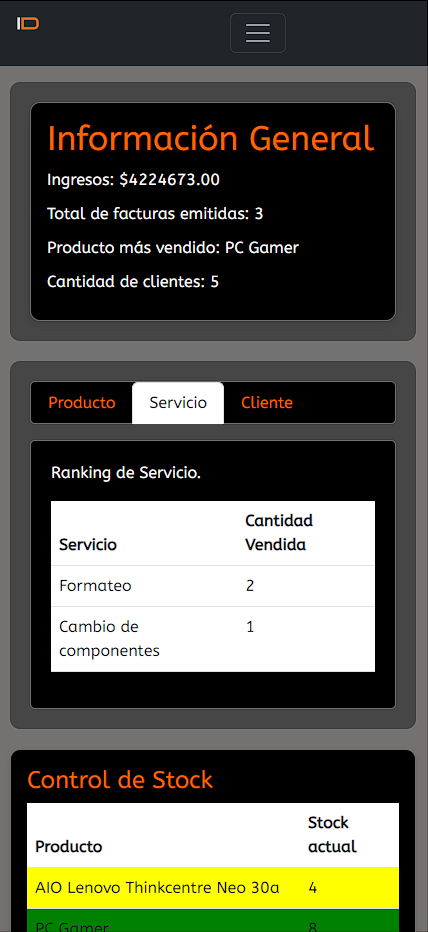 ID
Información General
Ingresos: $4224673.00
Total de facturas emitidas: 3
Producto más vendido: PC Gamer
Cantidad de clientes: 5
Producto Servicio Cliente
Ranking de Servicio.
Servicio Cantidad
Vendida
Formateo 2
Cambio de 1
componentes
Control de Stock
Producto Stock
actual
AIO Lenovo Thinkcentre Neo 30a 4
PC Gamer 8